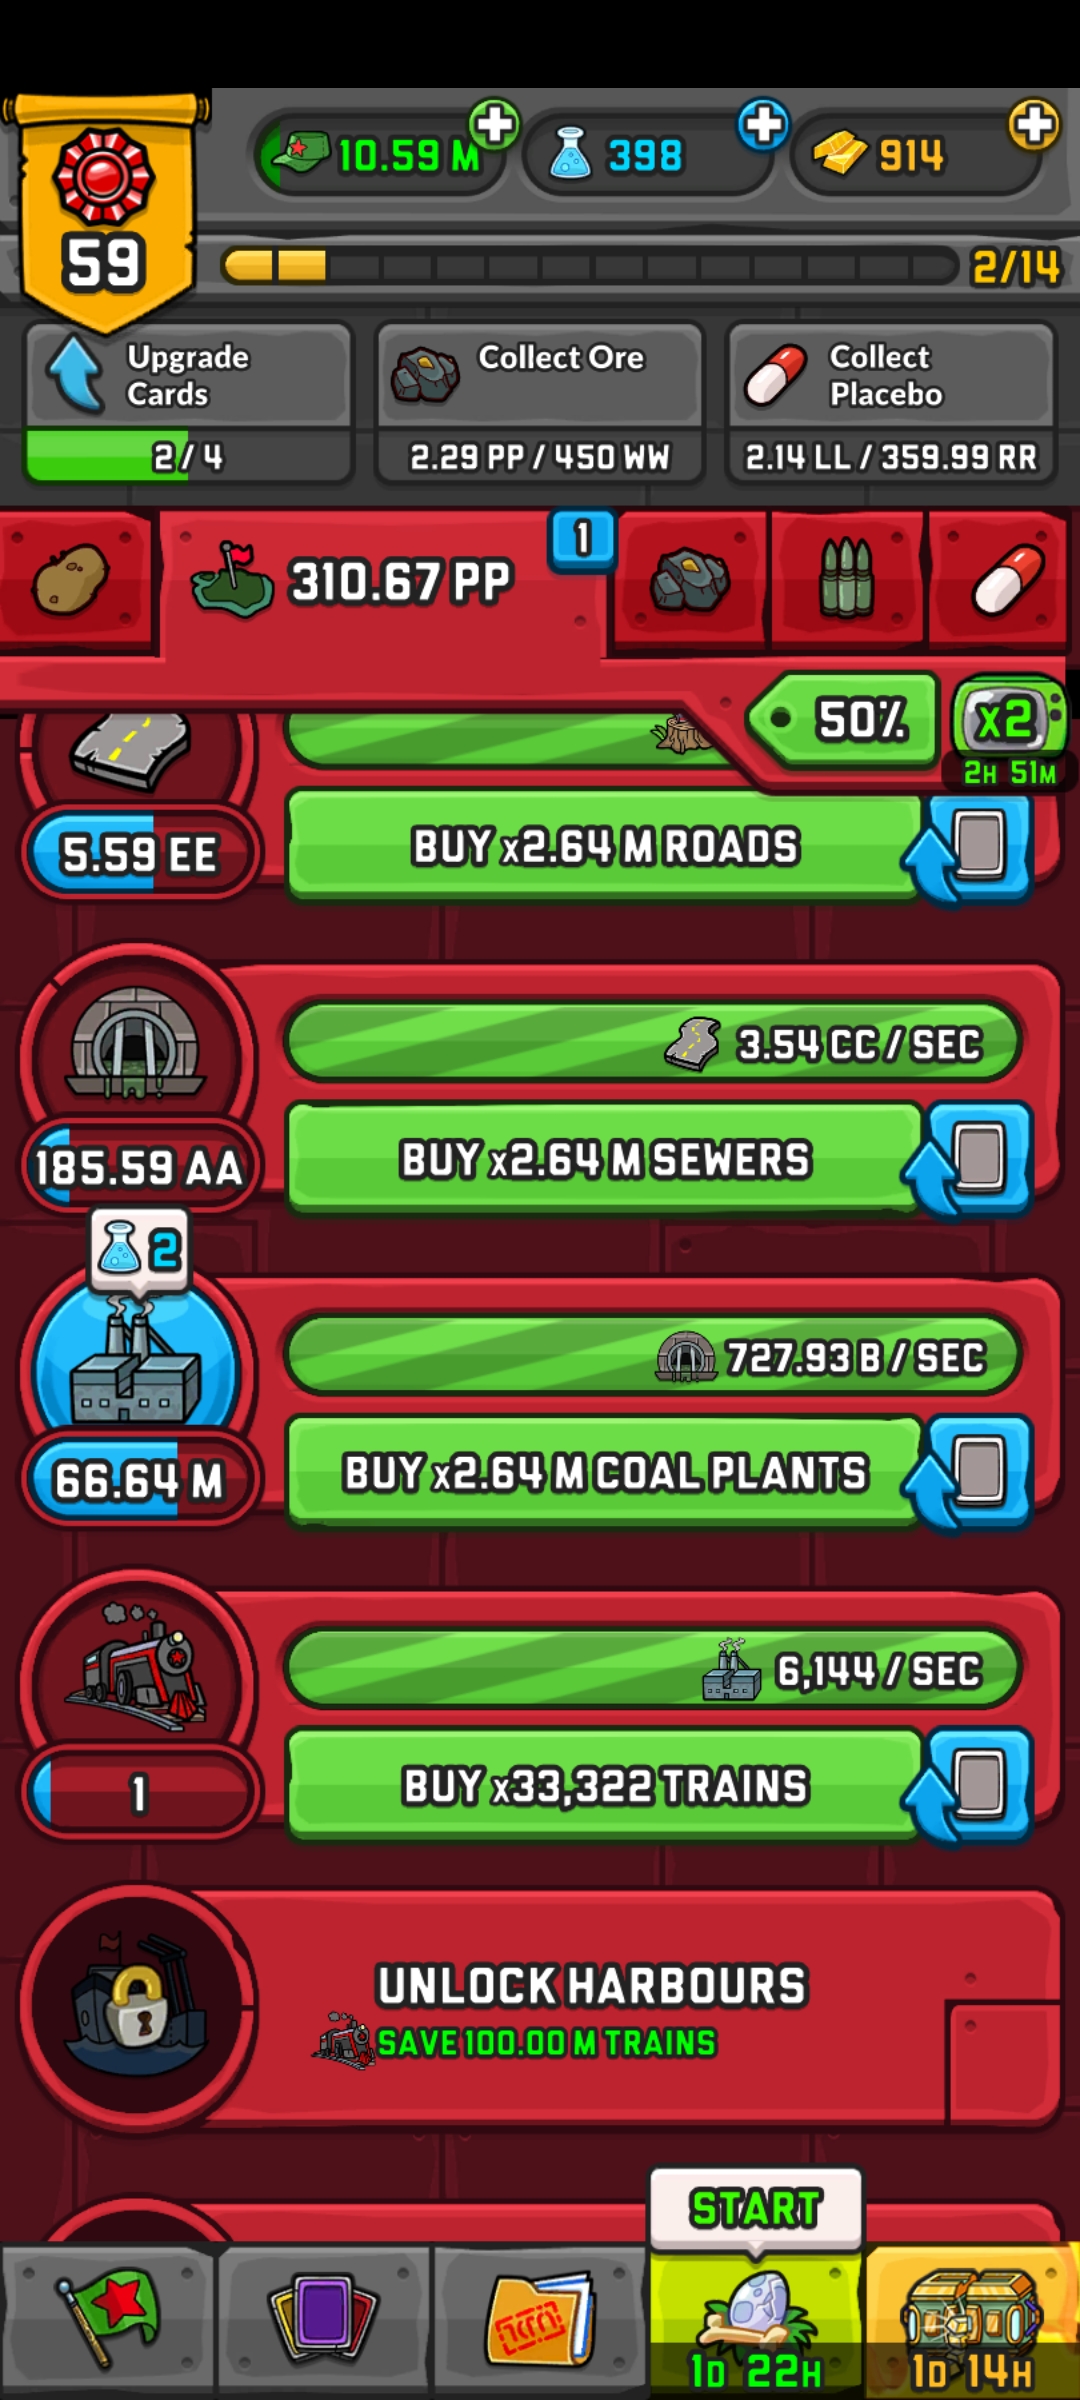 10.59 M
398
914
59
2/14
Upgrade
Cards
Collect Ore
Collect
Placebo
2/4
2.29 PP / 450 WW
2.14 LL / 359.99 RR
310.67 PP
1
50%
x2
2H 51M
5.59 EE
BUY x2.64 M ROADS
3.54 CC / SEC
185.59 AA
BUY x2.64 M SEWERS
2
727.93 B / SEC
66.64 M
BUY x2.64 M COAL PLANTS
6,144 / SEC
1
BUY x33,322 TRAINS
UNLOCK HARBOURS
SAVE 100.00 M TRAINS
START
1D 22H
1D 14H